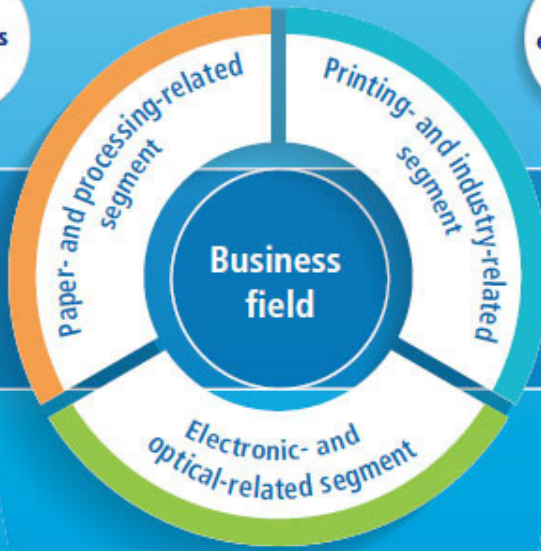 Paper- and processing-related
segment
Printing- and industry-related
segment
Business
field
Electronic- and
optical-related segment